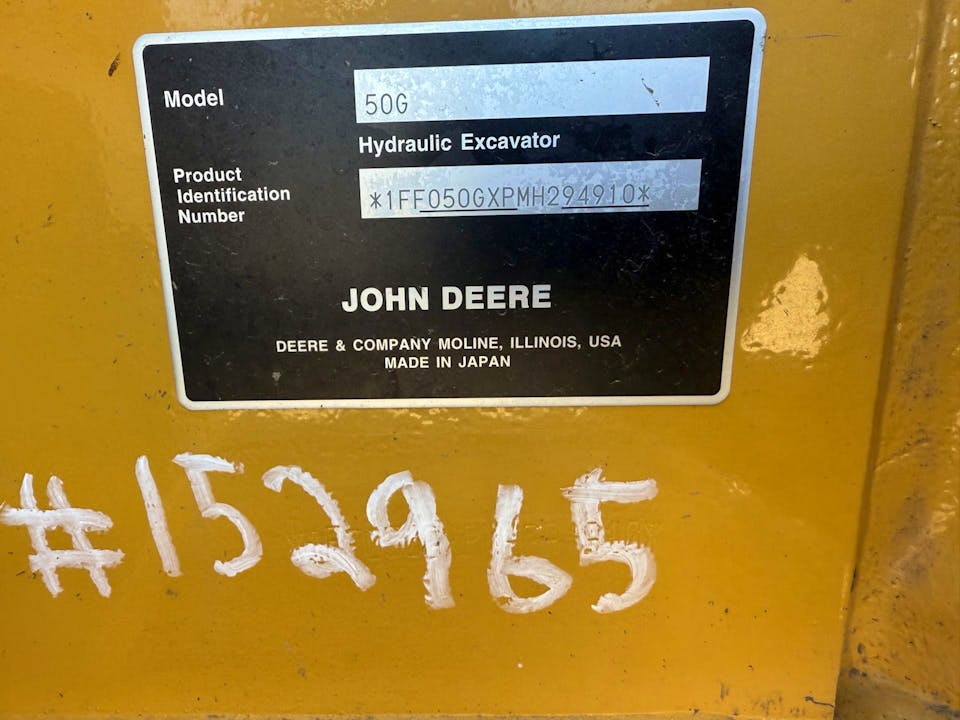 Model 50G
Hydraulic Excavator
Product
Identification
Number
*1FF050GXPMH294910*
JOHN DEERE
DEERE & COMPANY MOLINE, ILLINOIS, USA
MADE IN JAPAN
#152965